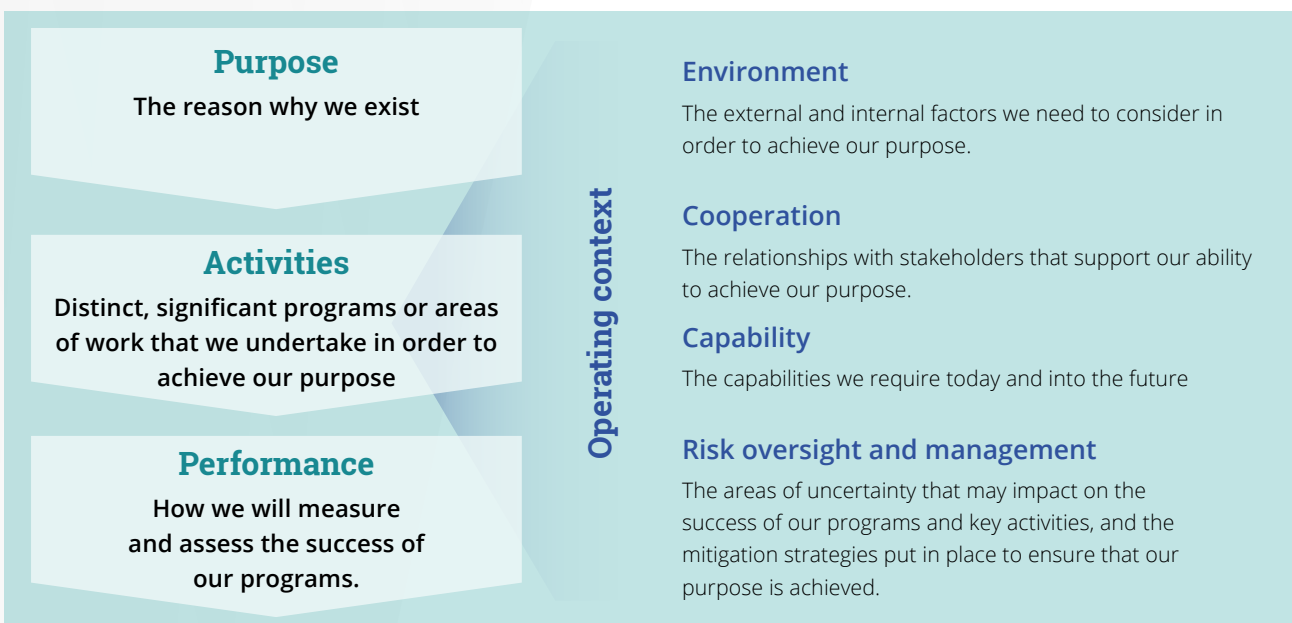 Purpose
The reason why we exist
Activities
Distinct, significant programs or areas
of work that we undertake in order to
achieve our purpose
Performance
How we will measure
and assess the success of
our programs.
Operating context
Environment
The external and internal factors we need to consider in
order to achieve our purpose.
Cooperation
The relationships with stakeholders that support our ability
to achieve our purpose.
Capability
The capabilities we require today and into the future
Risk oversight and management
The areas of uncertainty that may impact on the
success of our programs and key activities, and the
mitigation strategies put in place to ensure that our
purpose is achieved.